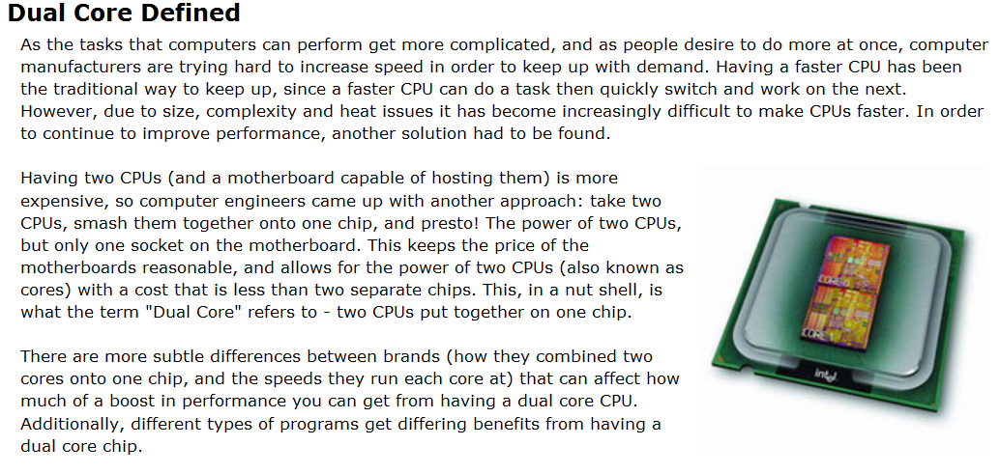 Dual Core Defined
As the tasks that computers can perform get more complicated, and as people desire to do more at once, computer
manufacturers are trying hard to increase speed in order to keep up with demand. Having a faster CPU has been
the traditional way to keep up, since a faster CPU can do a task then quickly switch and work on the next.
However, due to size, complexity and heat issues it has become increasingly difficult to make CPUs faster. In order
to continue to improve performance, another solution had to be found.
Having two CPUs (and a motherboard capable of hosting them) is more
expensive, so computer engineers came up with another approach: take two
CPUs, smash them together onto one chip, and presto! The power of two CPUs,
but only one socket on the motherboard. This keeps the price of the
motherboards reasonable, and allows for the power of two CPUs (also known as
cores) with a cost that is less than two separate chips. This, in a nut shell, is
what the term "Dual Core" refers to - two CPUs put together on one chip.
There are more subtle differences between brands (how they combined two
cores onto one chip, and the speeds they run each core at) that can affect how
much of a boost in performance you can get from having a dual core CPU.
Additionally, different types of programs get differing benefits from having a
dual core chip.
CORE 0
CORE 1
intel